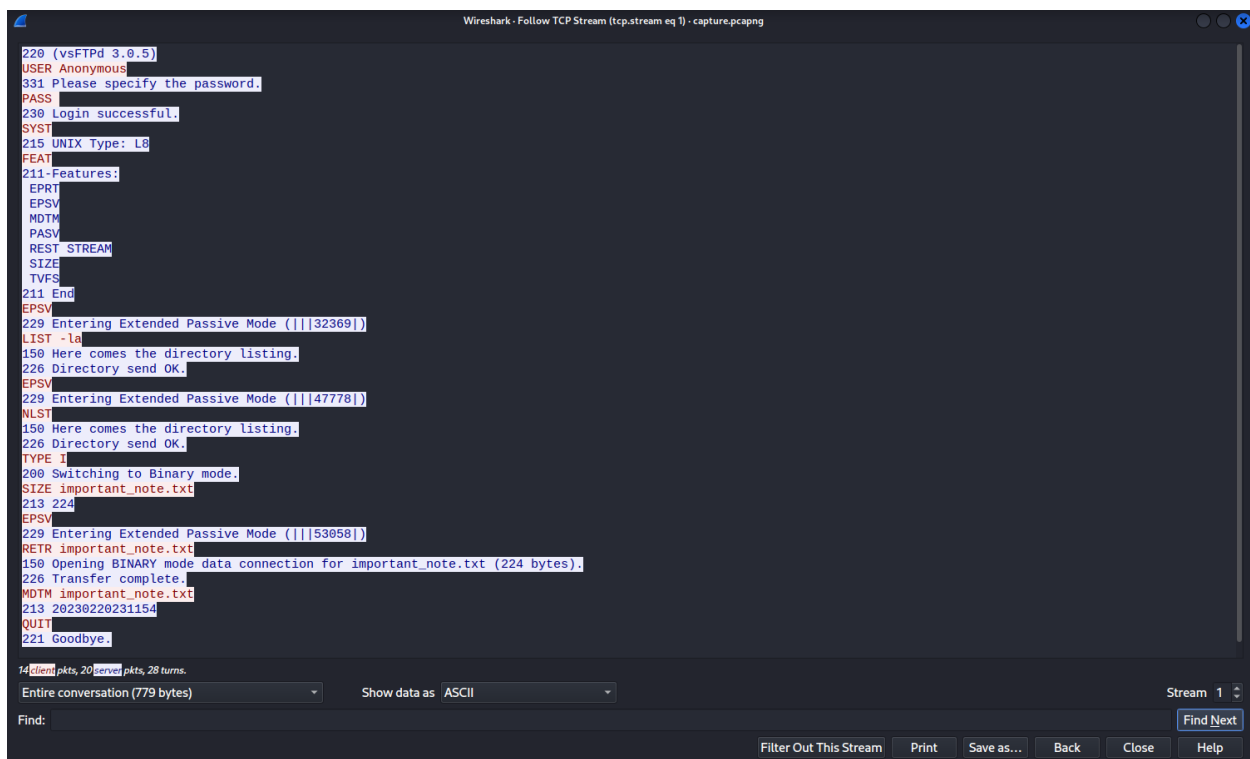 Wireshark · Follow TCP Stream (tcp.stream eq 1) · capture.pcapng
220 (vsFTPd 3.0.5)
USER Anonymous
331 Please specify the password.
PASS
230 Login successful.
SYST
215 UNIX Type: L8
FEAT
211-Features:
EPRT
EPSV
MDTM
PASV
REST STREAM
SIZE
TVFS
211 End
EPSV
229 Entering Extended Passive Mode (|||32369|)
LIST -la
150 Here comes the directory listing.
226 Directory send OK.
EPSV
229 Entering Extended Passive Mode (|||47778|)
NLST
150 Here comes the directory listing.
226 Directory send OK.
TYPE I
200 Switching to Binary mode.
SIZE important_note.txt
213 224
EPSV
229 Entering Extended Passive Mode (|||53058|)
RETR important_note.txt
150 Opening BINARY mode data connection for important_note.txt (224 bytes).
226 Transfer complete.
MDTM important_note.txt
213 20230220231154
QUIT
221 Goodbye.
14 client pkts, 20 server pkts, 28 turns.
Entire conversation (779 bytes) Show data as ASCII Stream 1
Find: Find Next
Filter Out This Stream Print Save as... Back Close Help